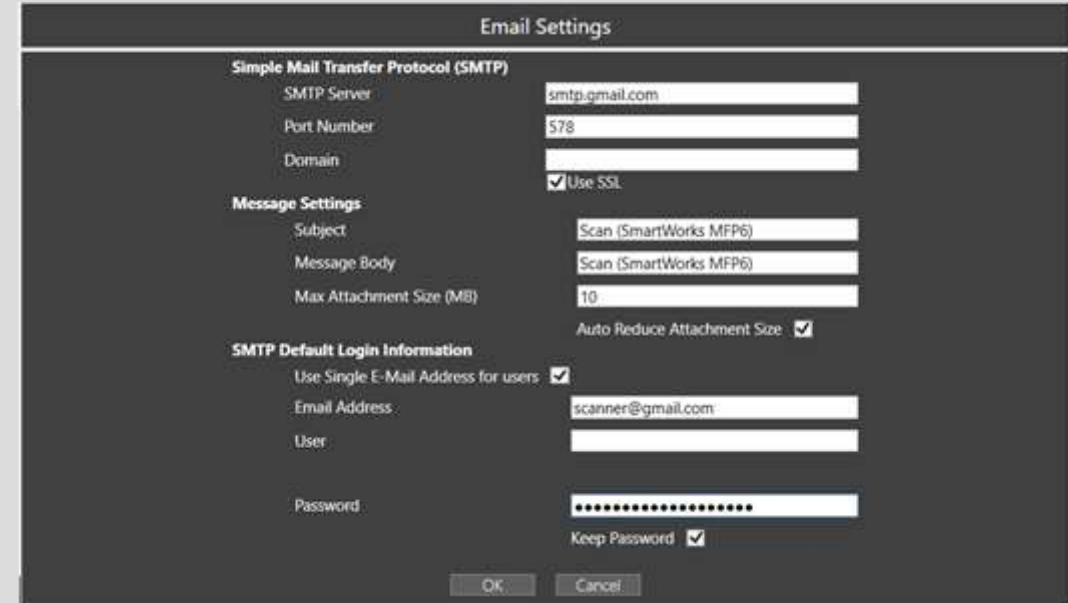 Email Settings
Simple Mail Transfer Protocol (SMTP)
SMTP Server smtp.gmail.com
Port Number 578
Domain
Use SSL
Message Settings
Subject Scan (SmartWorks MFP6)
Message Body Scan (SmartWorks MFP6)
Max Attachment Size (MB) 10
Auto Reduce Attachment Size
SMTP Default Login Information
Use Single E-Mail Address for users
Email Address scanner@gmail.com
User
Password •••••••••••••••••••
Keep Password
OK Cancel